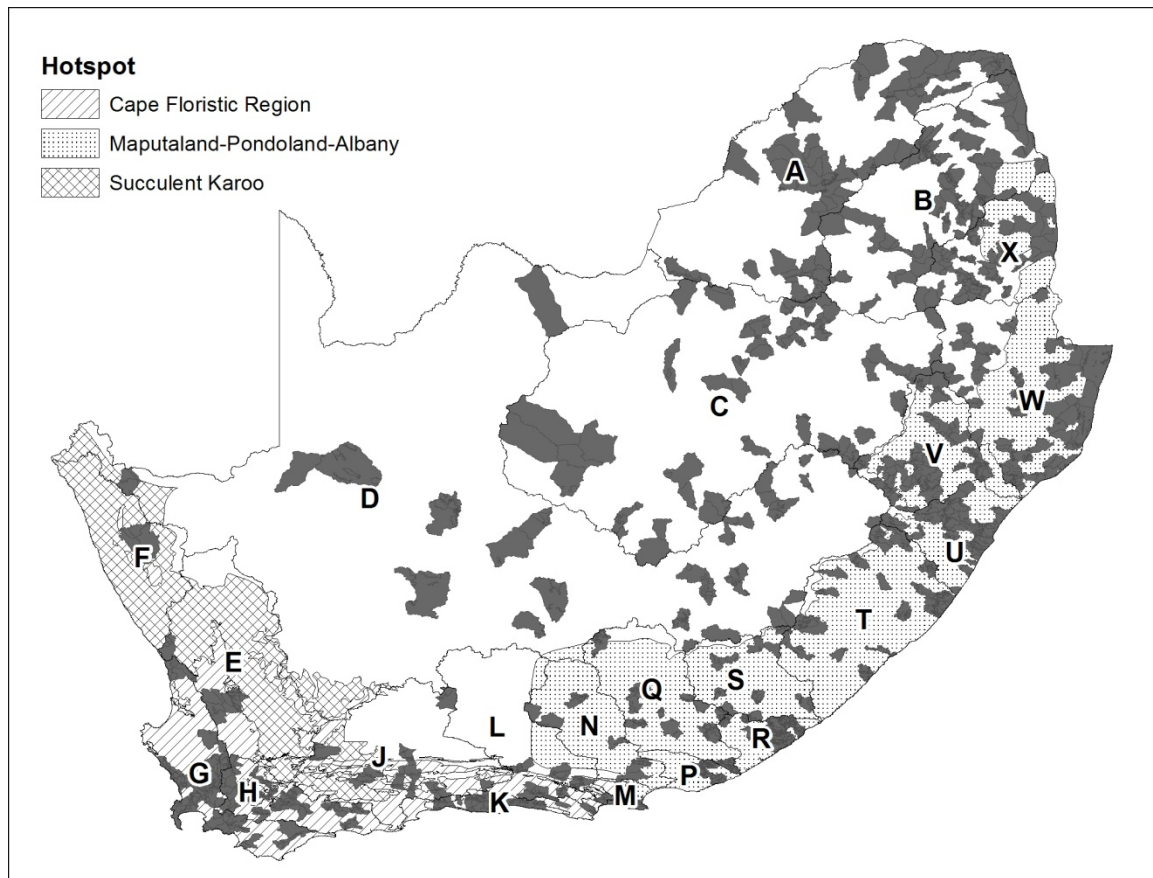 Hotspot
Cape Floristic Region
Maputaland-Pondoland-Albany
Succulent Karoo
A
B
X
C
W
V
D
F
U
T
E
S
Q
L
N
R
J
G
H
P
K
M